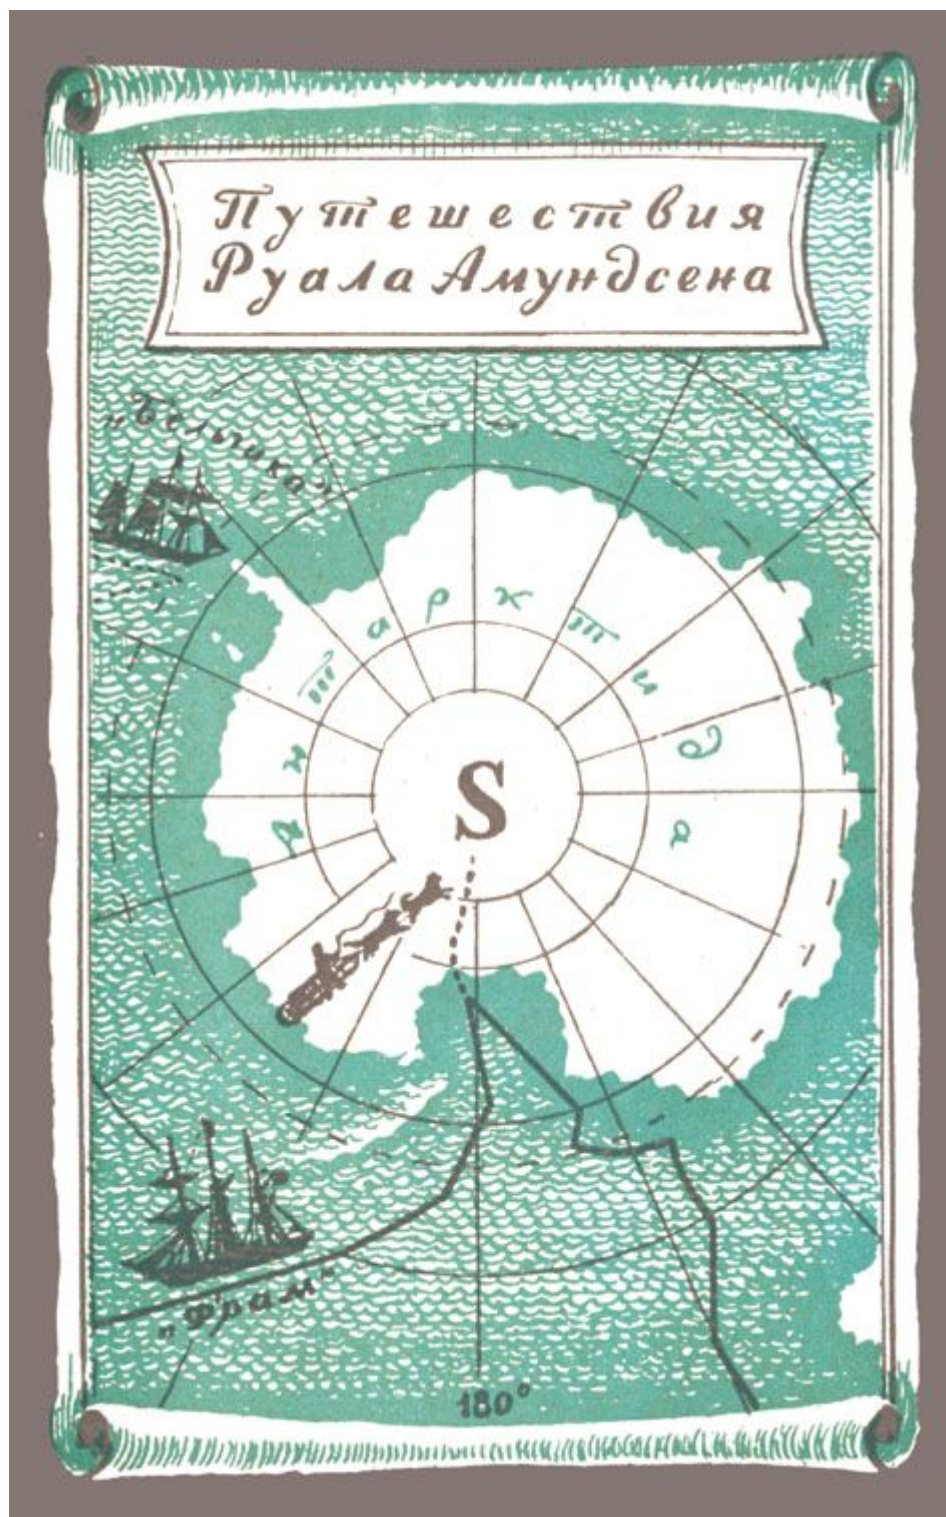 Путешествия
Руала Амундсена
„Бельгика"
Антарктида
S
„Фрам"
180°